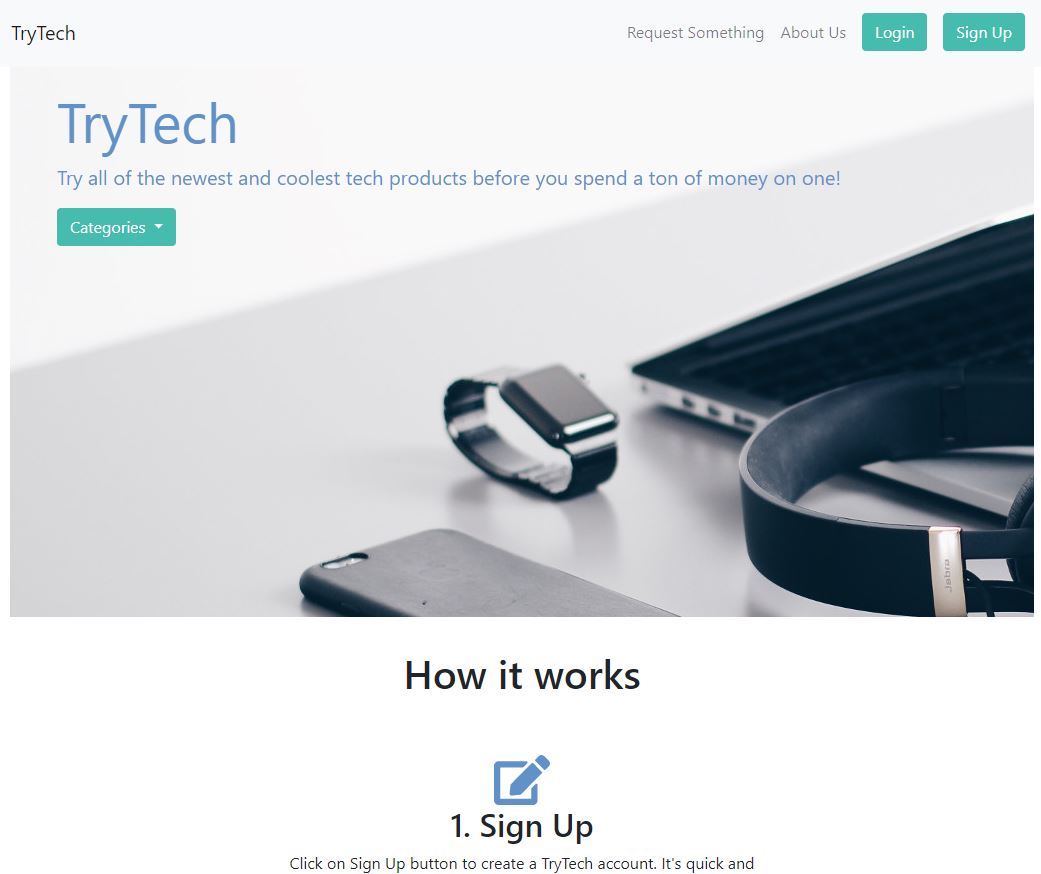 TryTech
Request Something
About Us
Login
Sign Up
TryTech
Try all of the newest and coolest tech products before you spend a ton of money on one!
Categories
Jabra
How it works
1. Sign Up
Click on Sign Up button to create a TryTech account. It's quick and